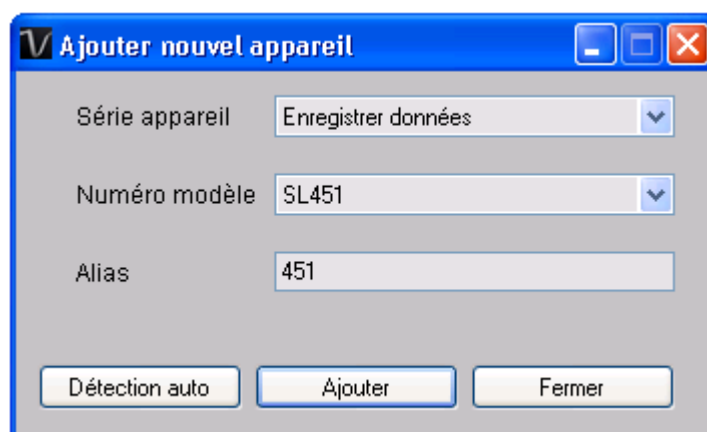 Ajouter nouvel appareil
Série appareil Enregistrer données
Numéro modèle SL451
Alias 451
Détection auto Ajouter Fermer